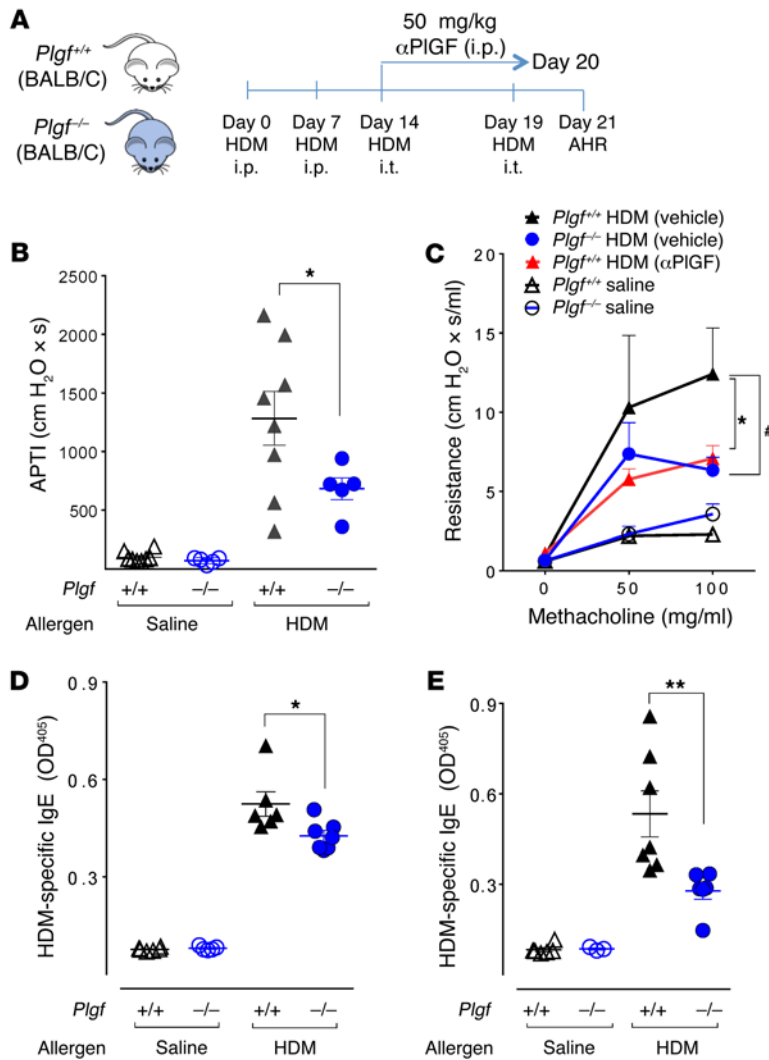 A
Plgf+/+
(BALB/C)
Plgf−/−
(BALB/C)
50 mg/kg
αPlGF (i.p.)
Day 20
Day 0 Day 7 Day 14 Day 19 Day 21
HDM HDM HDM HDM AHR
i.p. i.p. i.t. i.t.
B
APTI (cm H2O × s)
2500
2000
1500
1000
500
*
Plgf +/+ −/− +/+ −/−
Allergen Saline HDM
C
Plgf+/+ HDM (vehicle)
Plgf−/− HDM (vehicle)
Plgf+/+ HDM (αPlGF)
Plgf+/+ saline
Plgf−/− saline
Resistance (cm H2O × s/ml)
20
15
10
5
0
* #
0 50 100
Methacholine (mg/ml)
D
HDM-specific IgE (OD405)
0.9
0.6
0.3
*
Plgf +/+ −/− +/+ −/−
Allergen Saline HDM
E
HDM-specific IgE (OD405)
0.9
0.6
0.3
**
Plgf +/+ −/− +/+ −/−
Allergen Saline HDM